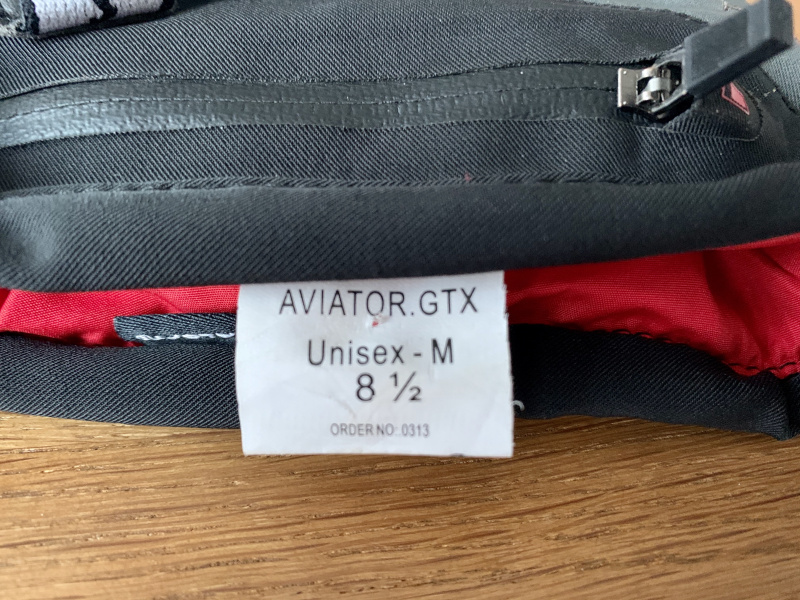 AVIATOR.GTX
Unisex - M
8 ½
ORDER NO: 0313